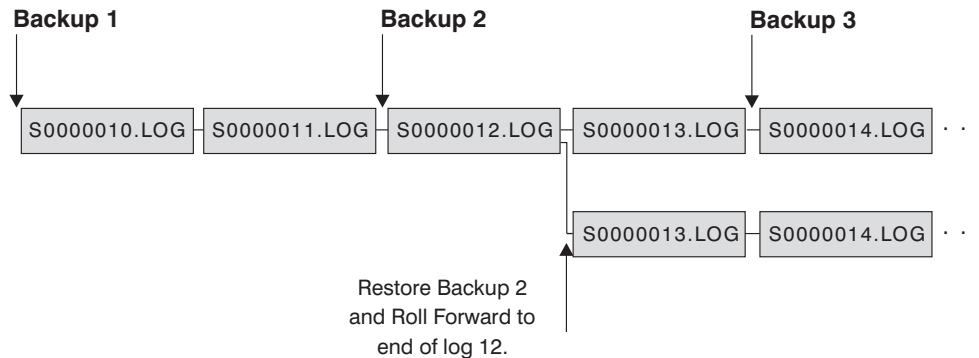 Backup 1
Backup 2
Backup 3
S0000010.LOG
S0000011.LOG
S0000012.LOG
S0000013.LOG
S0000014.LOG
. .
S0000013.LOG
S0000014.LOG
. .
Restore Backup 2
and Roll Forward to
end of log 12.